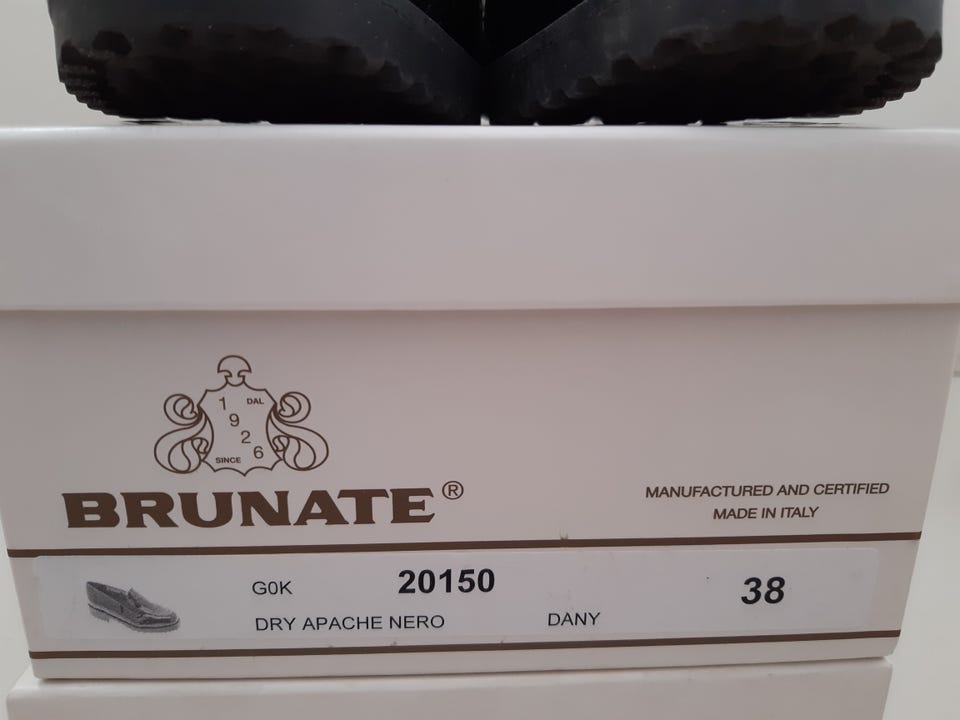 1 DAL
9
2
SINCE 6
BRUNATE®
MANUFACTURED AND CERTIFIED
MADE IN ITALY
G0K 20150 38
DRY APACHE NERO DANY